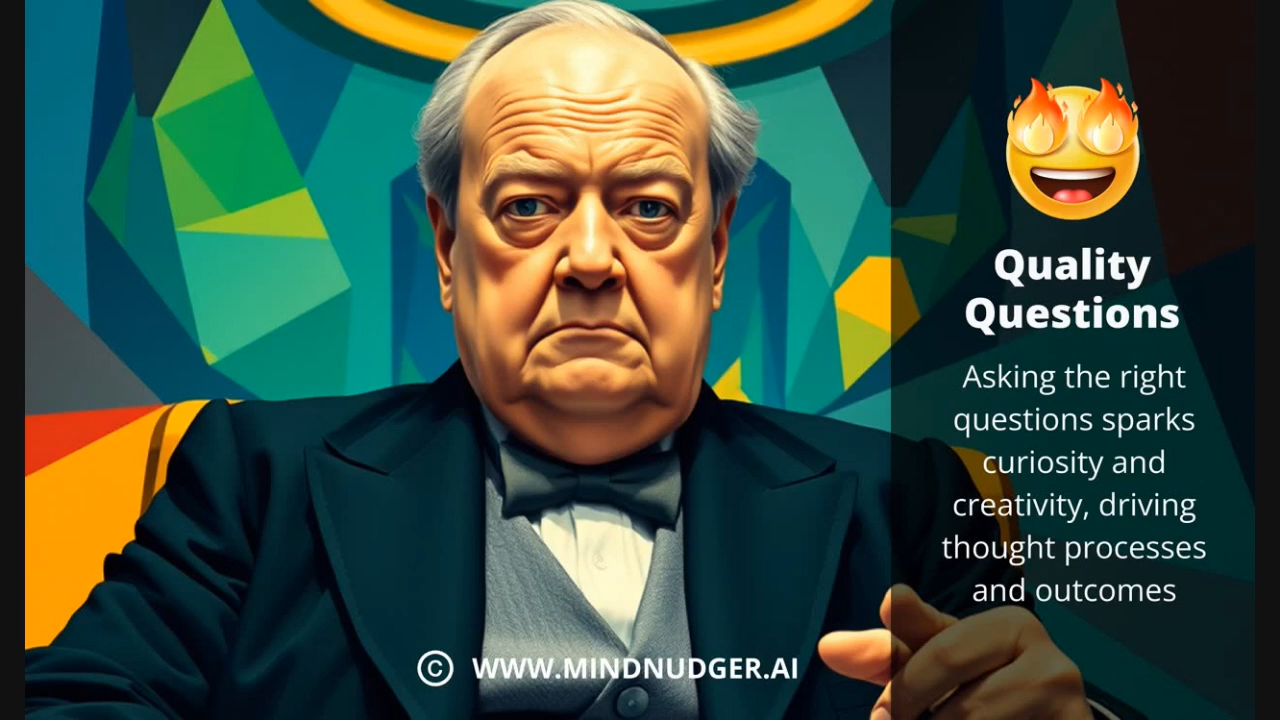 Quality
Questions
Asking the right
questions sparks
curiosity and
creativity, driving
thought processes
and outcomes
© WWW.MINDNUDGER.AI